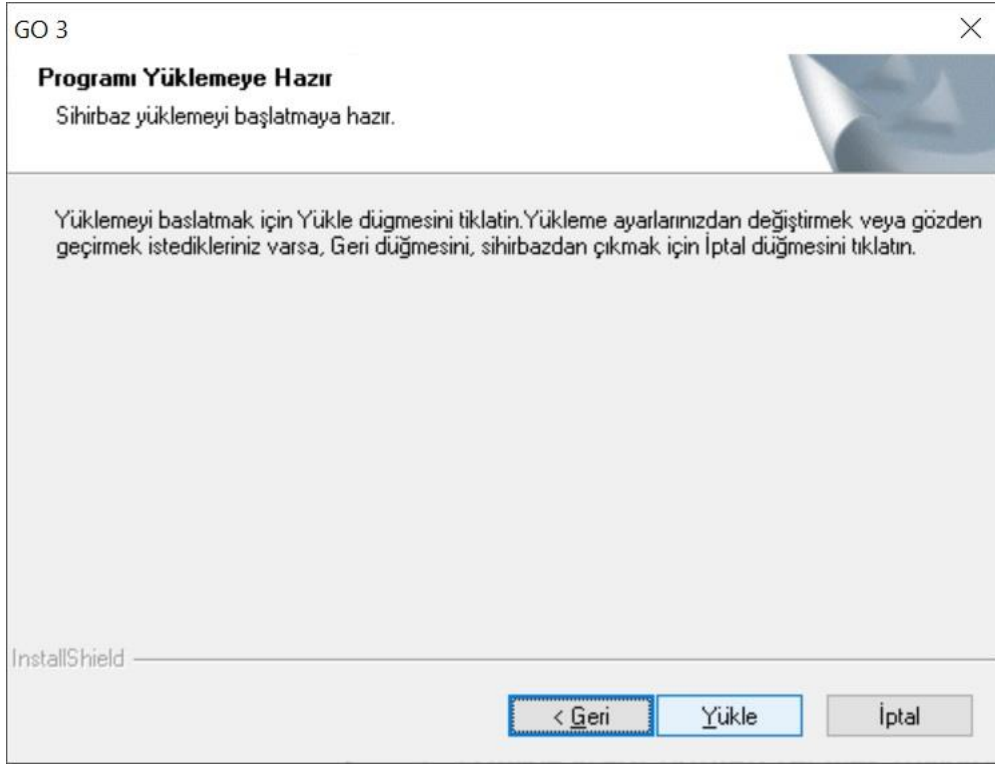 GO 3
Programı Yüklemeye Hazır
Sihirbaz yüklemeyi başlatmaya hazır.
Yüklemeyi baslatmak için Yükle dügmesini tiklatin.Yükleme ayarlarınızdan değiştirmek veya gözden
geçirmek istedikleriniz varsa, Geri düğmesini, sihirbazdan çıkmak için İptal düğmesini tıklatın.
InstallShield
< Geri Yükle İptal